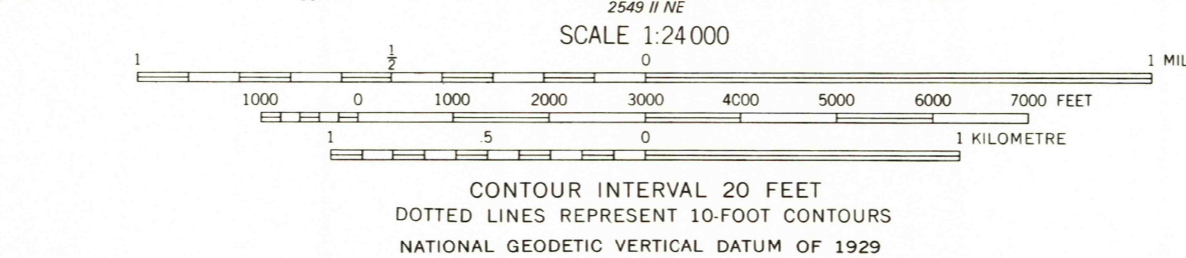 2549 II NE
SCALE 1:24 000
1 ½ 0 1 MIL
1000 0 1000 2000 3000 4000 5000 6000 7000 FEET
1 .5 0 1 KILOMETRE
CONTOUR INTERVAL 20 FEET
DOTTED LINES REPRESENT 10-FOOT CONTOURS
NATIONAL GEODETIC VERTICAL DATUM OF 1929